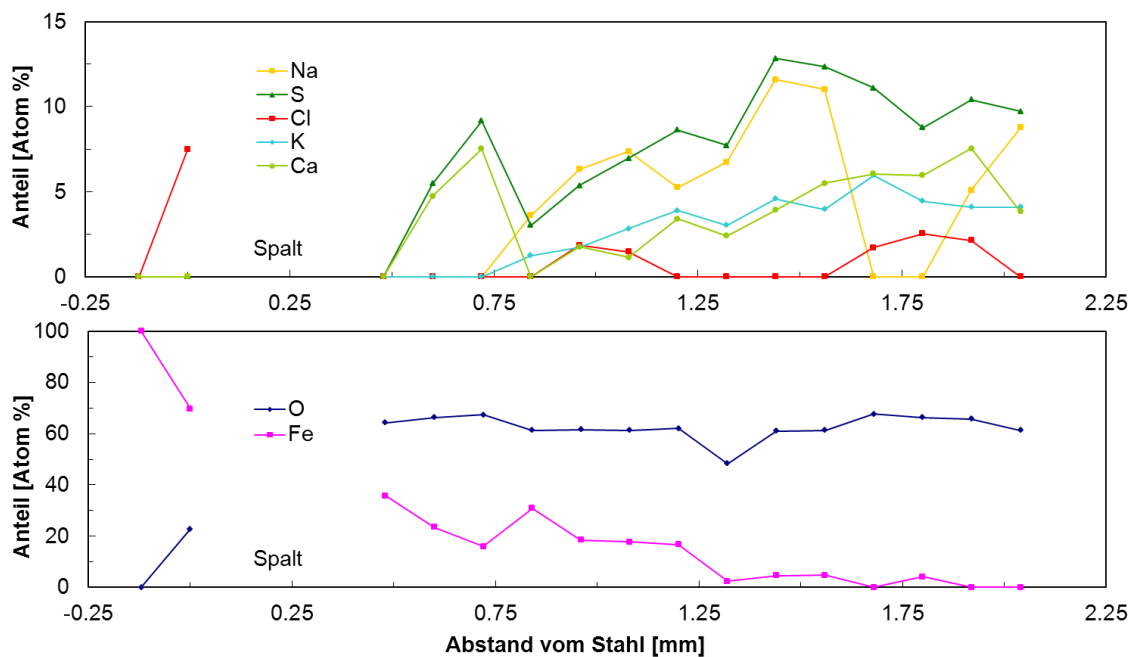 15
10
5
0
Anteil [Atom %]
Na
S
Cl
K
Ca
Spalt
-0.25 0.25 0.75 1.25 1.75 2.25
100
80
60
40
20
0
Anteil [Atom %]
O
Fe
Spalt
-0.25 0.25 0.75 1.25 1.75 2.25
Abstand vom Stahl [mm]